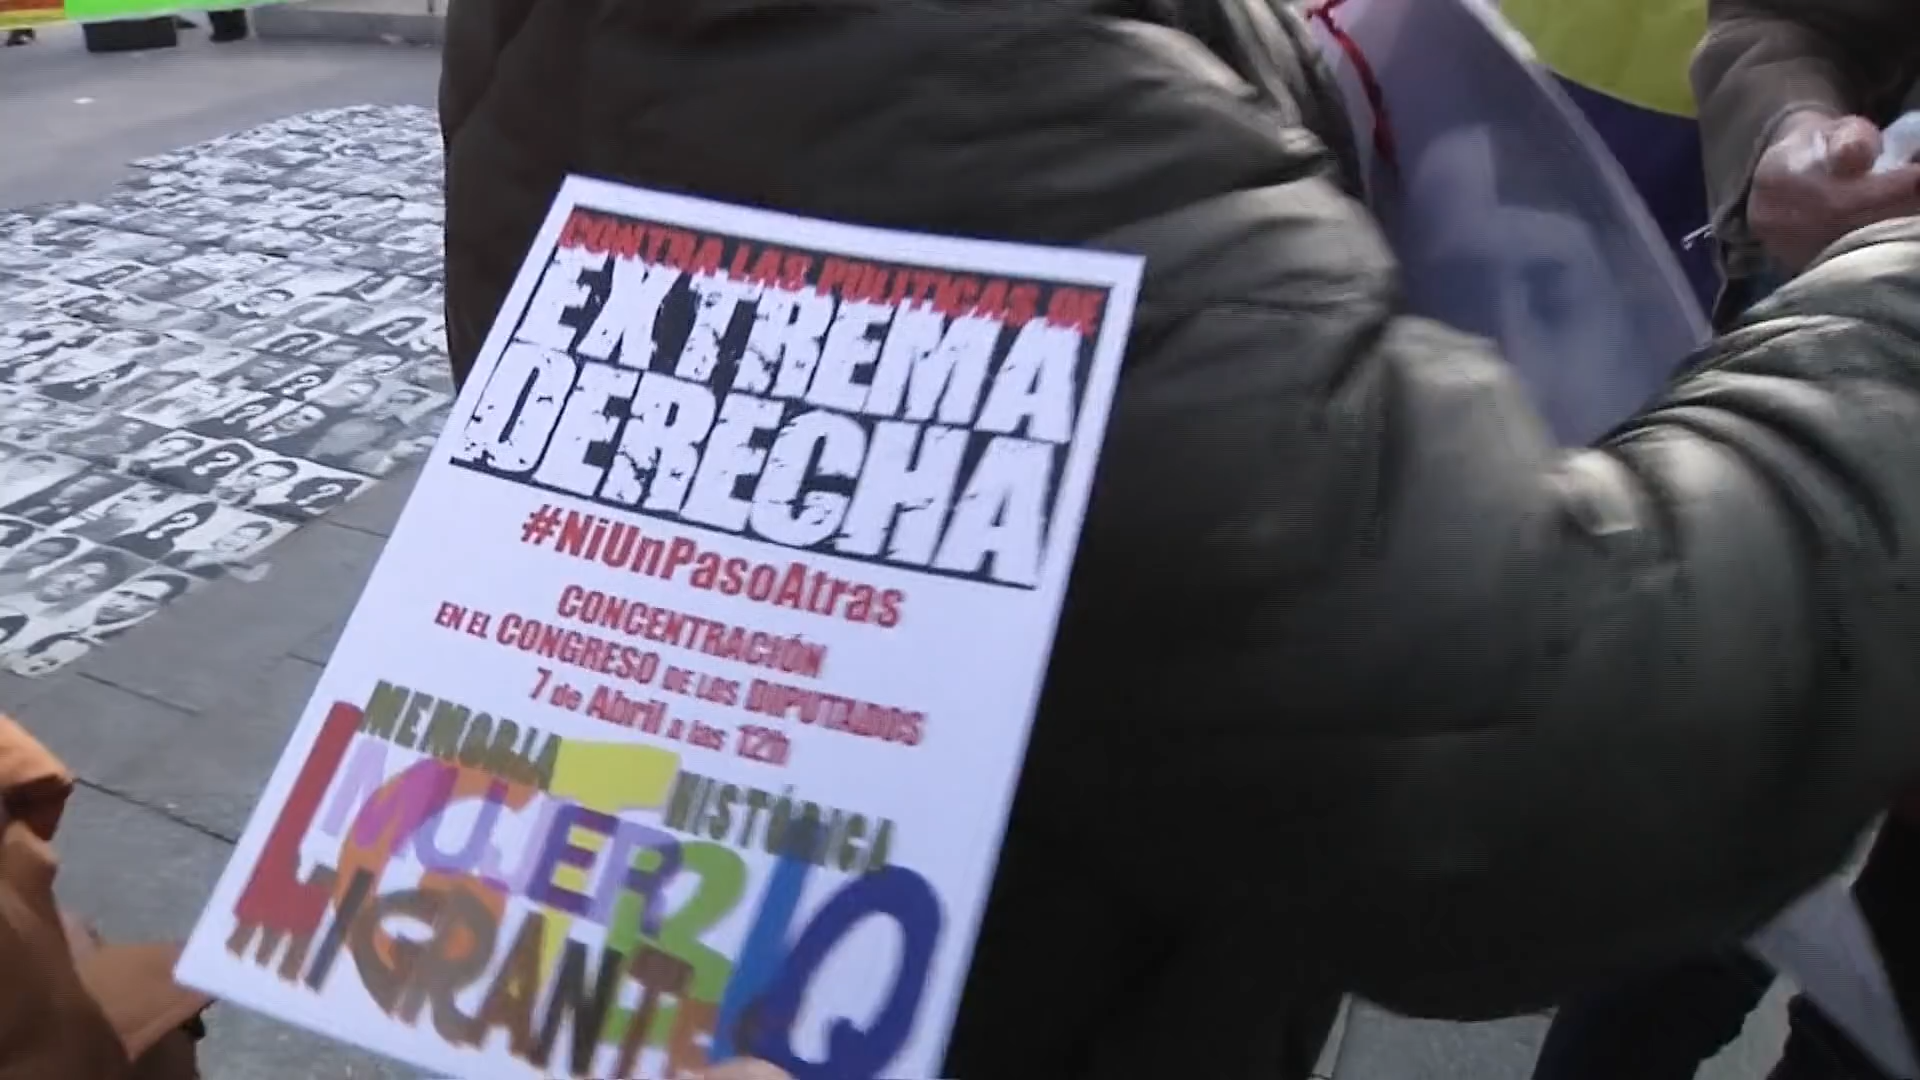 CONTRA LAS POLITICAS DE
EXTREMA
DERECHA
#NiUnPasoAtras
CONCENTRACIÓN
EN EL CONGRESO DE LOS DIPUTADOS
7 de Abril a las 12h
MEMORIA HISTÓRICA
MUJER
LGTBIQ
MIGRANTE